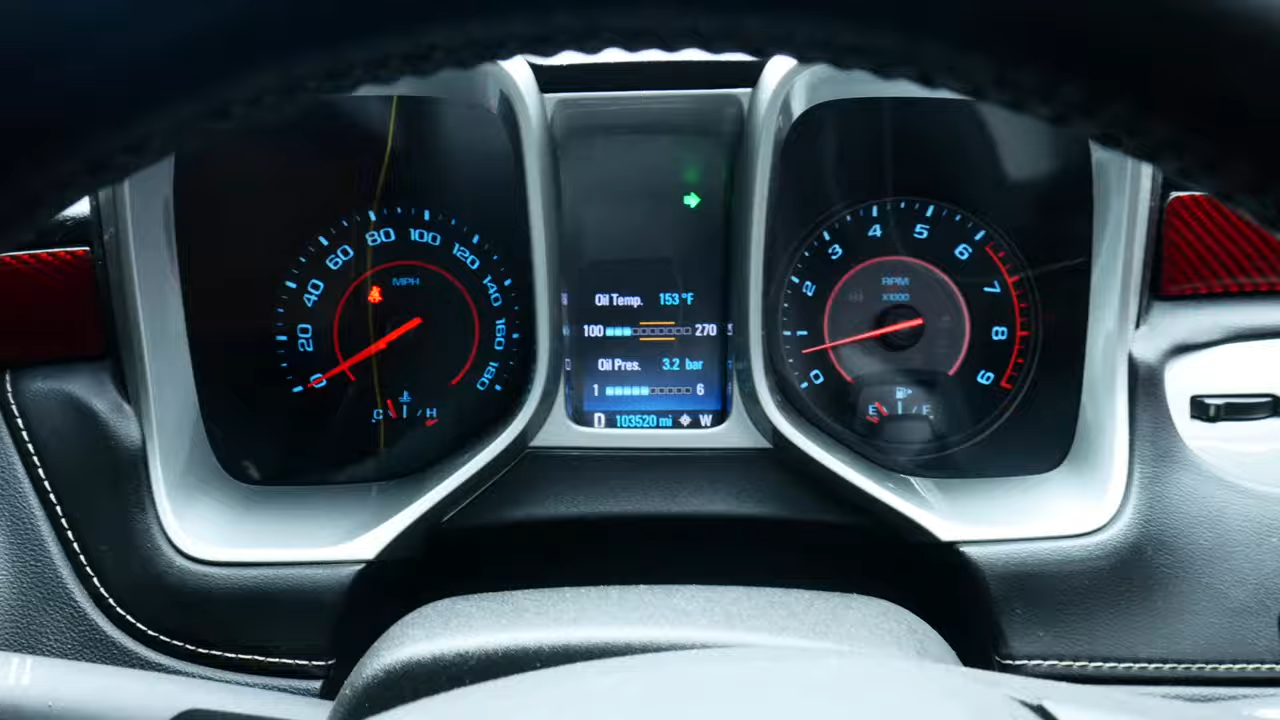 0 20 40 60 80 100 120 140 160 180
MPH
C H
Oil Temp. 153 °F
100 270
Oil Pres. 3.2 bar
1 6
D 103520 mi W
0 1 2 3 4 5 6 7 8 9
RPM
X1000
E F